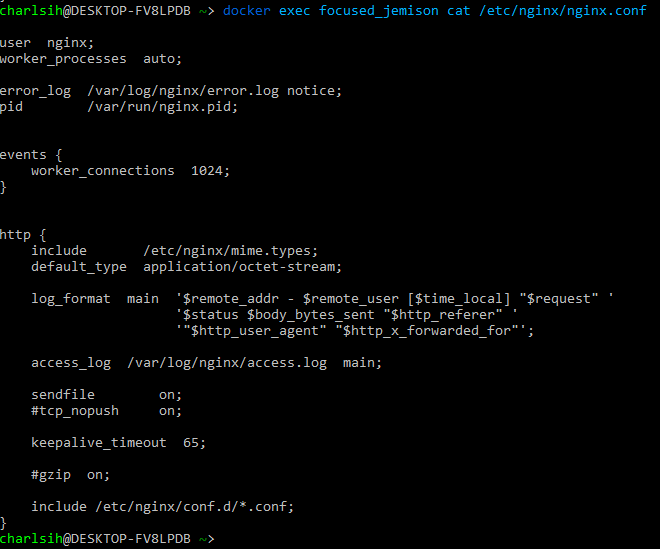 charlsih@DESKTOP-FV8LPDB ~> docker exec focused_jemison cat /etc/nginx/nginx.conf
user  nginx;
worker_processes  auto;
error_log  /var/log/nginx/error.log notice;
pid        /var/run/nginx.pid;
events {
    worker_connections  1024;
}
http {
    include       /etc/nginx/mime.types;
    default_type  application/octet-stream;
    log_format  main  '$remote_addr - $remote_user [$time_local] "$request" '
                      '$status $body_bytes_sent "$http_referer" '
                      '"$http_user_agent" "$http_x_forwarded_for"';
    access_log  /var/log/nginx/access.log  main;
    sendfile        on;
    #tcp_nopush     on;
    keepalive_timeout  65;
    #gzip  on;
    include /etc/nginx/conf.d/*.conf;
}
charlsih@DESKTOP-FV8LPDB ~>